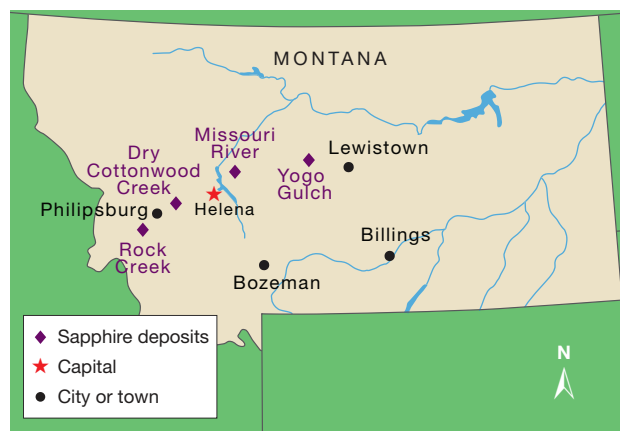 MONTANA
Missouri
River
Dry
Cottonwood
Creek
Lewistown
Yogo
Gulch
Philipsburg
Helena
Rock
Creek
Billings
Bozeman
Sapphire deposits
Capital
City or town
N